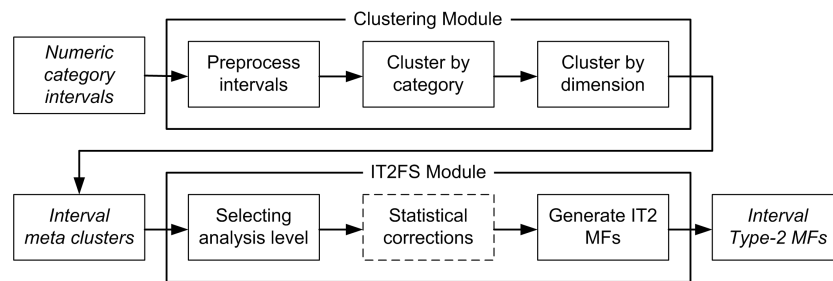 Clustering Module
Numeric
category
intervals
Preprocess
intervals
Cluster by
category
Cluster by
dimension
IT2FS Module
Interval
meta clusters
Selecting
analysis level
Statistical
corrections
Generate IT2
MFs
Interval
Type-2 MFs